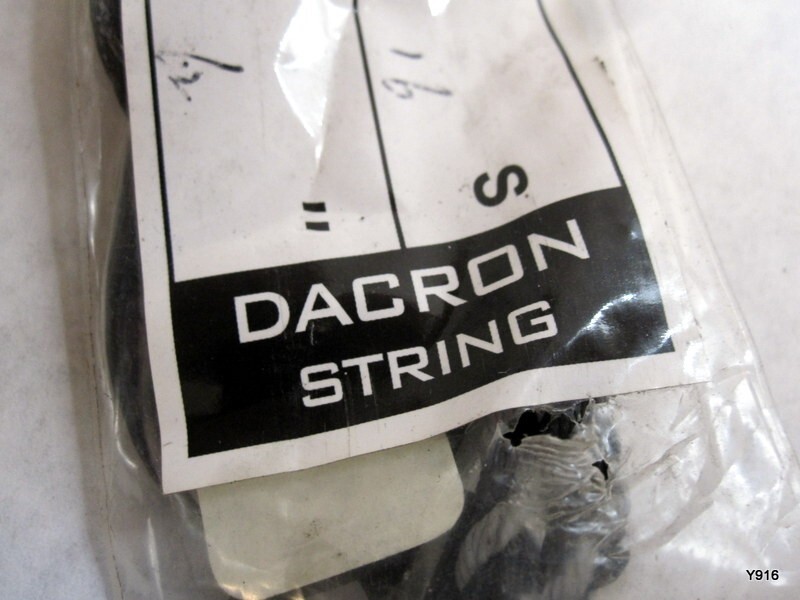 "
S
DACRON
STRING
Y916